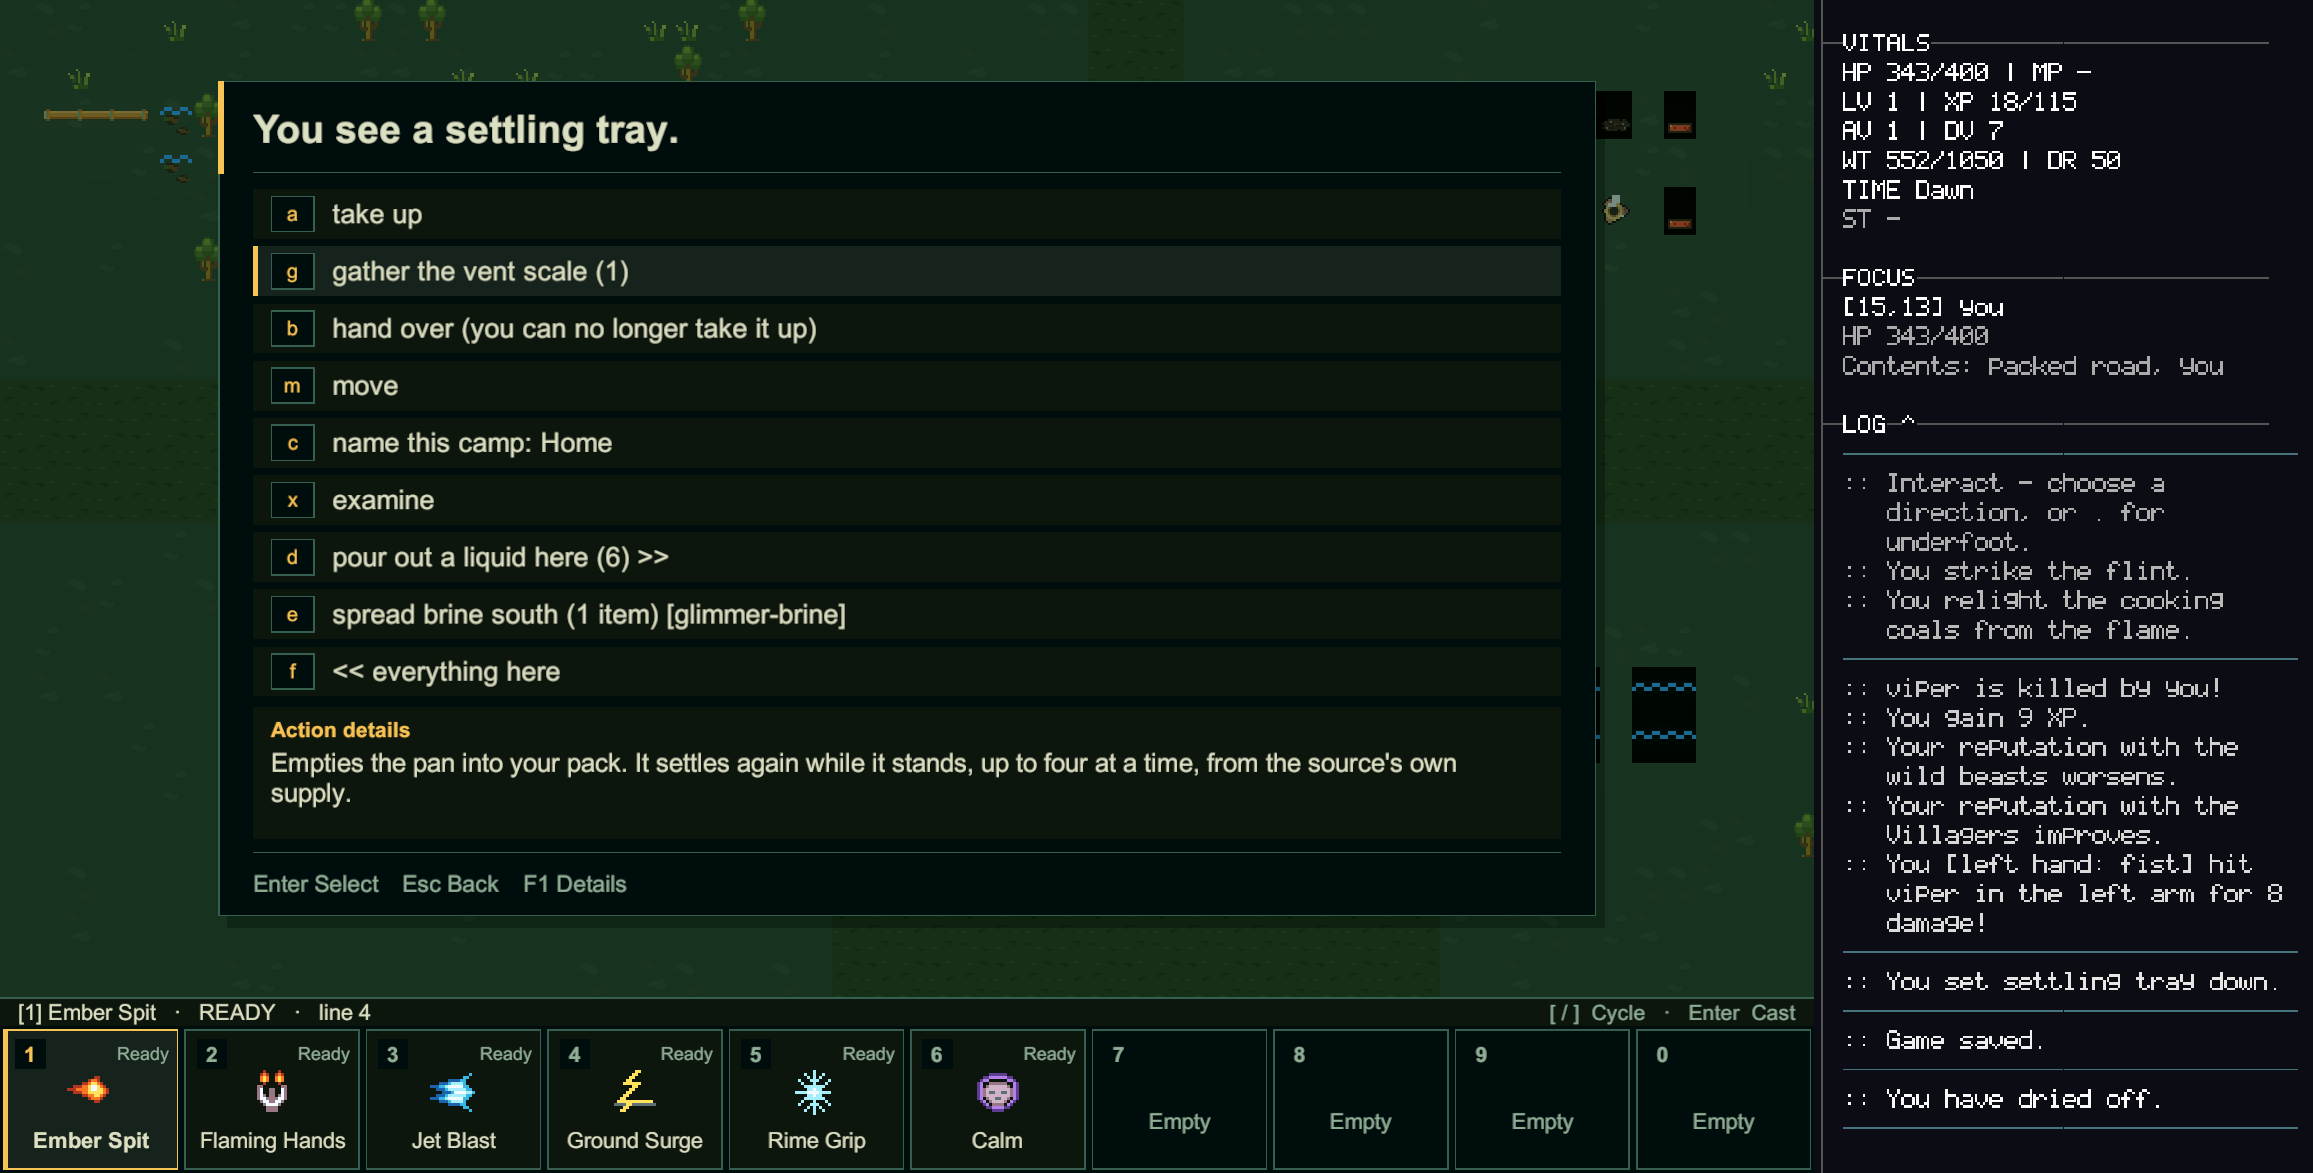 You see a settling tray.
a take up
g gather the vent scale (1)
b hand over (you can no longer take it up)
m move
c name this camp: Home
x examine
d pour out a liquid here (6) >>
e spread brine south (1 item) [glimmer-brine]
f << everything here
Action details
Empties the pan into your pack. It settles again while it stands, up to four at a time, from the source's own
supply.
Enter Select Esc Back F1 Details
[1] Ember Spit · READY · line 4
[ / ] Cycle · Enter Cast
1 Ready
Ember Spit
2 Ready
Flaming Hands
3 Ready
Jet Blast
4 Ready
Ground Surge
5 Ready
Rime Grip
6 Ready
Calm
7
Empty
8
Empty
9
Empty
0
Empty
VITALS
HP 343/400 | MP -
LV 1 | XP 18/115
AV 1 | DV 7
WT 552/1050 | DR 50
TIME Dawn
ST -
FOCUS
[15,13] You
HP 343/400
Contents: Packed road, You
LOG ^
:: Interact - choose a
direction, or . for
underfoot.
:: You strike the flint.
:: You relight the cooking
coals from the flame.
:: viper is killed by you!
:: You gain 9 XP.
:: Your reputation with the
wild beasts worsens.
:: Your reputation with the
Villagers improves.
:: You [left hand: fist] hit
viper in the left arm for 8
damage!
:: You set settling tray down.
:: Game saved.
:: You have dried off.